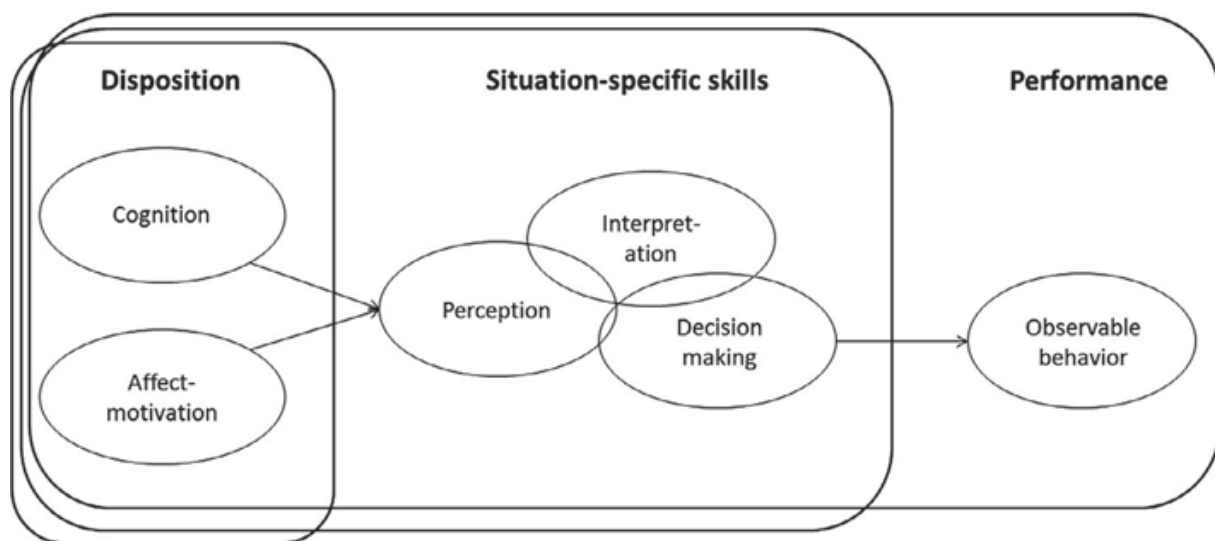 Disposition
Situation-specific skills
Performance
Cognition
Interpret-
ation
Perception
Decision
making
Observable
behavior
Affect-
motivation